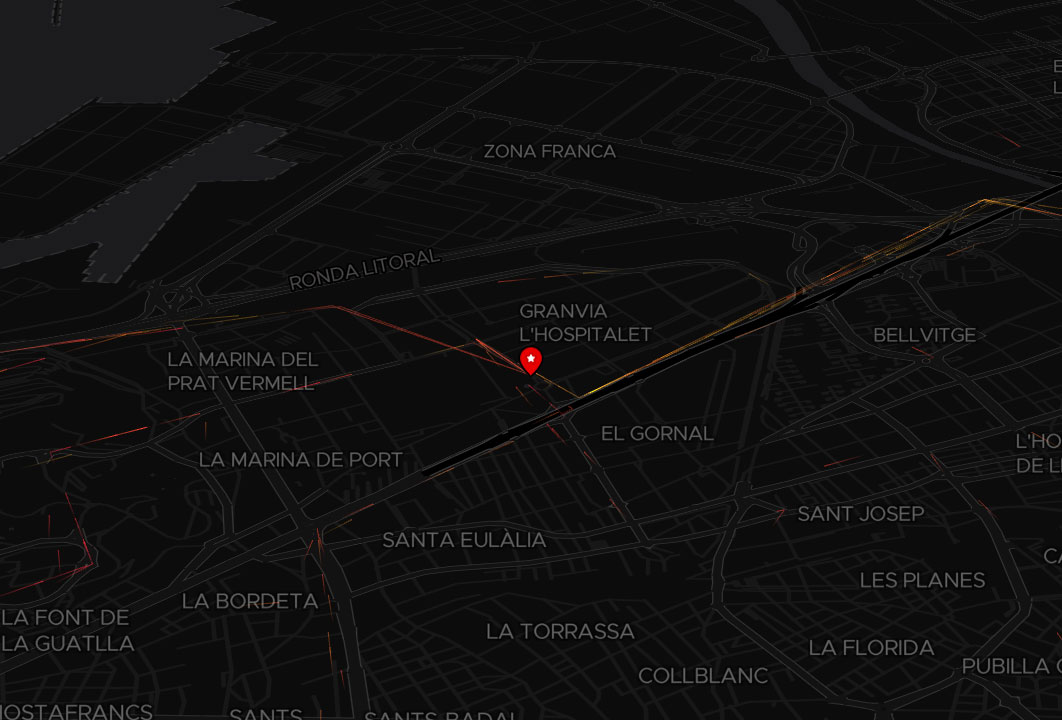 ZONA FRANCA
RONDA LITORAL
GRANVIA
L'HOSPITALET
BELLVITGE
LA MARINA DEL
PRAT VERMELL
EL GORNAL
L'HO
DE L
LA MARINA DE PORT
SANT JOSEP
SANTA EULÀLIA
LES PLANES
LA BORDETA
LA FONT DE
LA GUATLLA
LA TORRASSA
LA FLORIDA
PUBILLA C
COLLBLANC
HOSTAFRANCS
SANTS
SANTS-BADAL